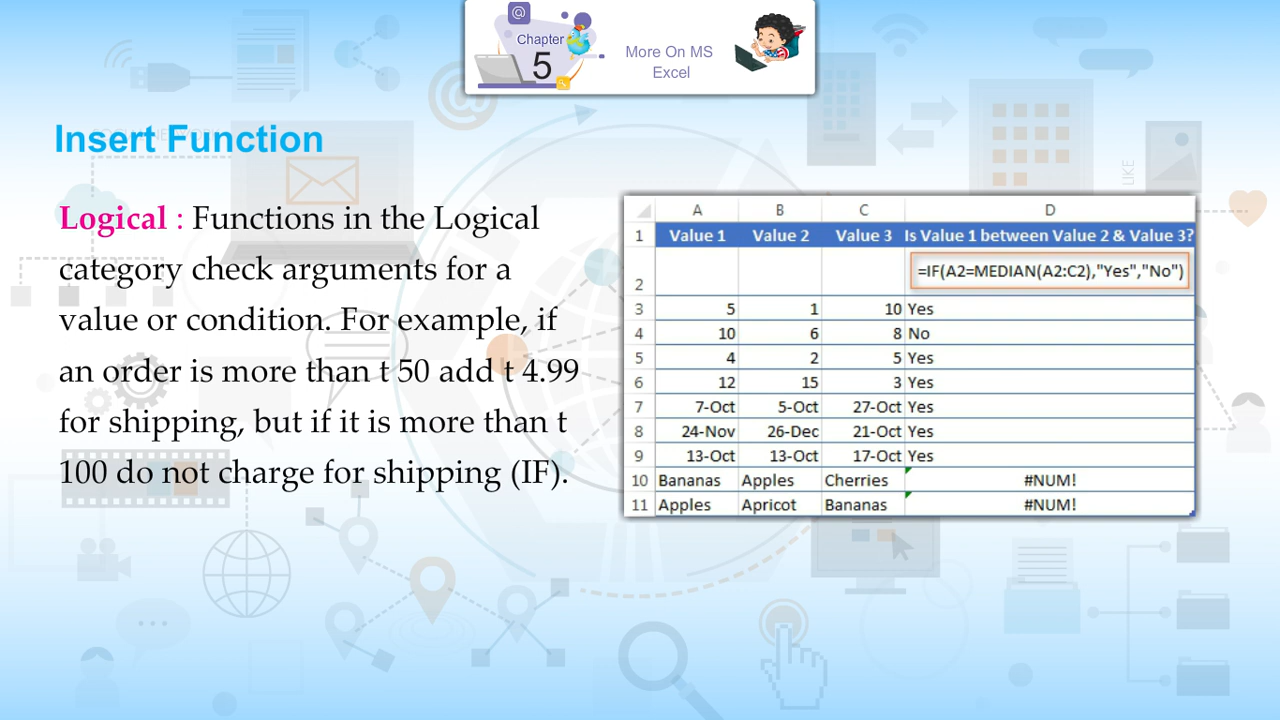 @
Chapter
5
More On MS
Excel
Insert Function
Logical : Functions in the Logical
category check arguments for a
value or condition. For example, if
an order is more than t 50 add t 4.99
for shipping, but if it is more than t
100 do not charge for shipping (IF).
A B C D
1 Value 1 Value 2 Value 3 Is Value 1 between Value 2 & Value 3?
2 =IF(A2=MEDIAN(A2:C2),"Yes","No")
3 5 1 10 Yes
4 10 6 8 No
5 4 2 5 Yes
6 12 15 3 Yes
7 7-Oct 5-Oct 27-Oct Yes
8 24-Nov 26-Dec 21-Oct Yes
9 13-Oct 13-Oct 17-Oct Yes
10 Bananas Apples Cherries #NUM!
11 Apples Apricot Bananas #NUM!
@
LIKE